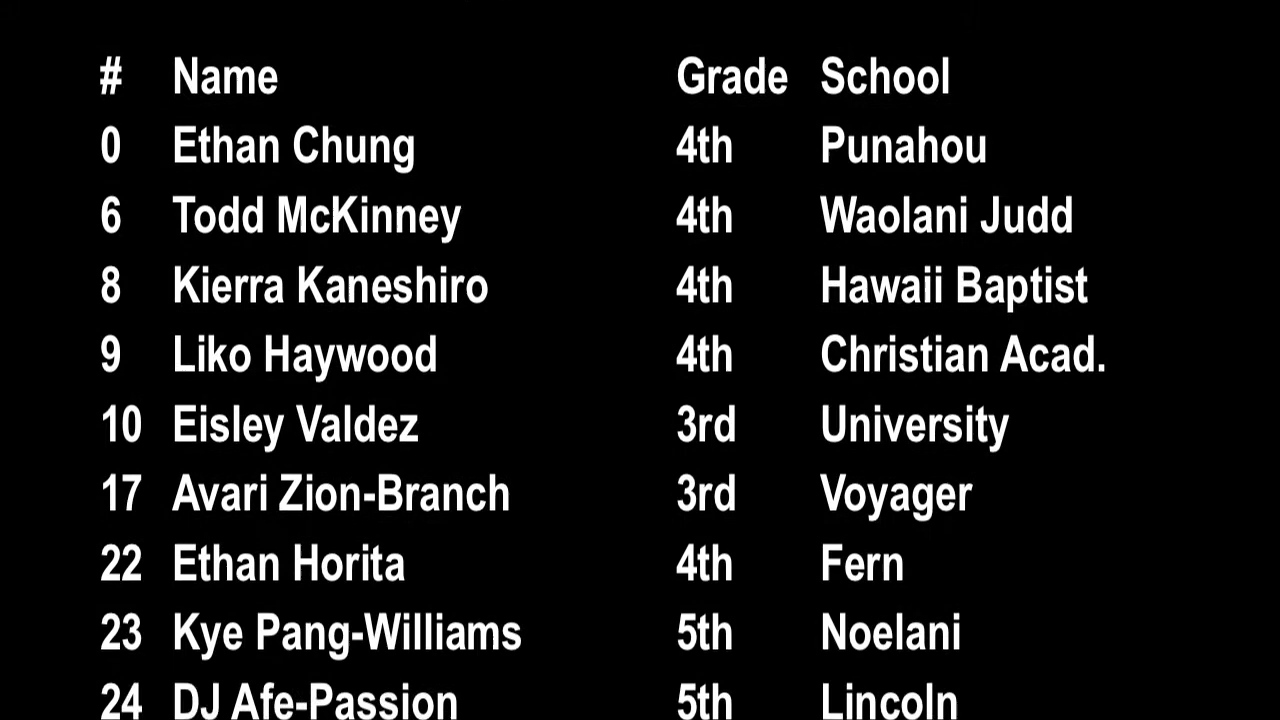 # Name Grade School
0 Ethan Chung 4th Punahou
6 Todd McKinney 4th Waolani Judd
8 Kierra Kaneshiro 4th Hawaii Baptist
9 Liko Haywood 4th Christian Acad.
10 Eisley Valdez 3rd University
17 Avari Zion-Branch 3rd Voyager
22 Ethan Horita 4th Fern
23 Kye Pang-Williams 5th Noelani
24 DJ Afe-Passion 5th Lincoln